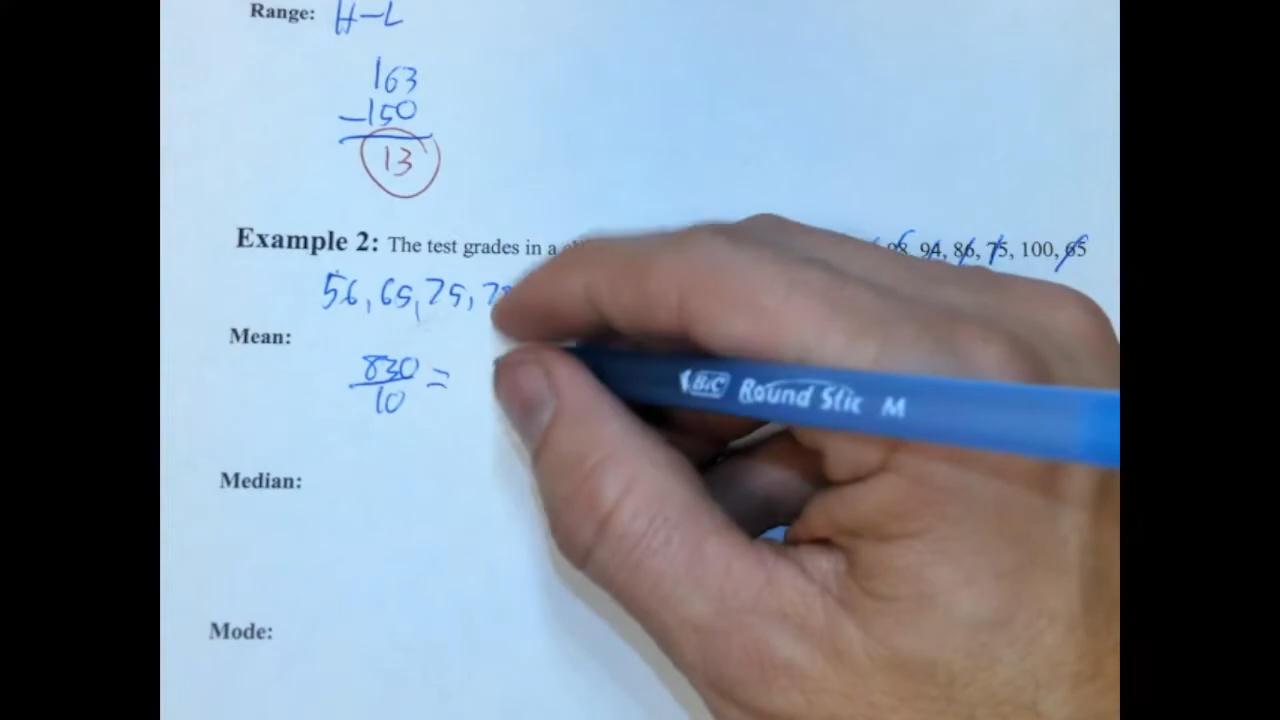 Range: H-L
163
-150
13
Example 2: The test grades in a 98, 94, 86, 75, 100, 65
56, 65, 75,
Mean:
830
10 =
BIC Round Stic M
Median:
Mode: